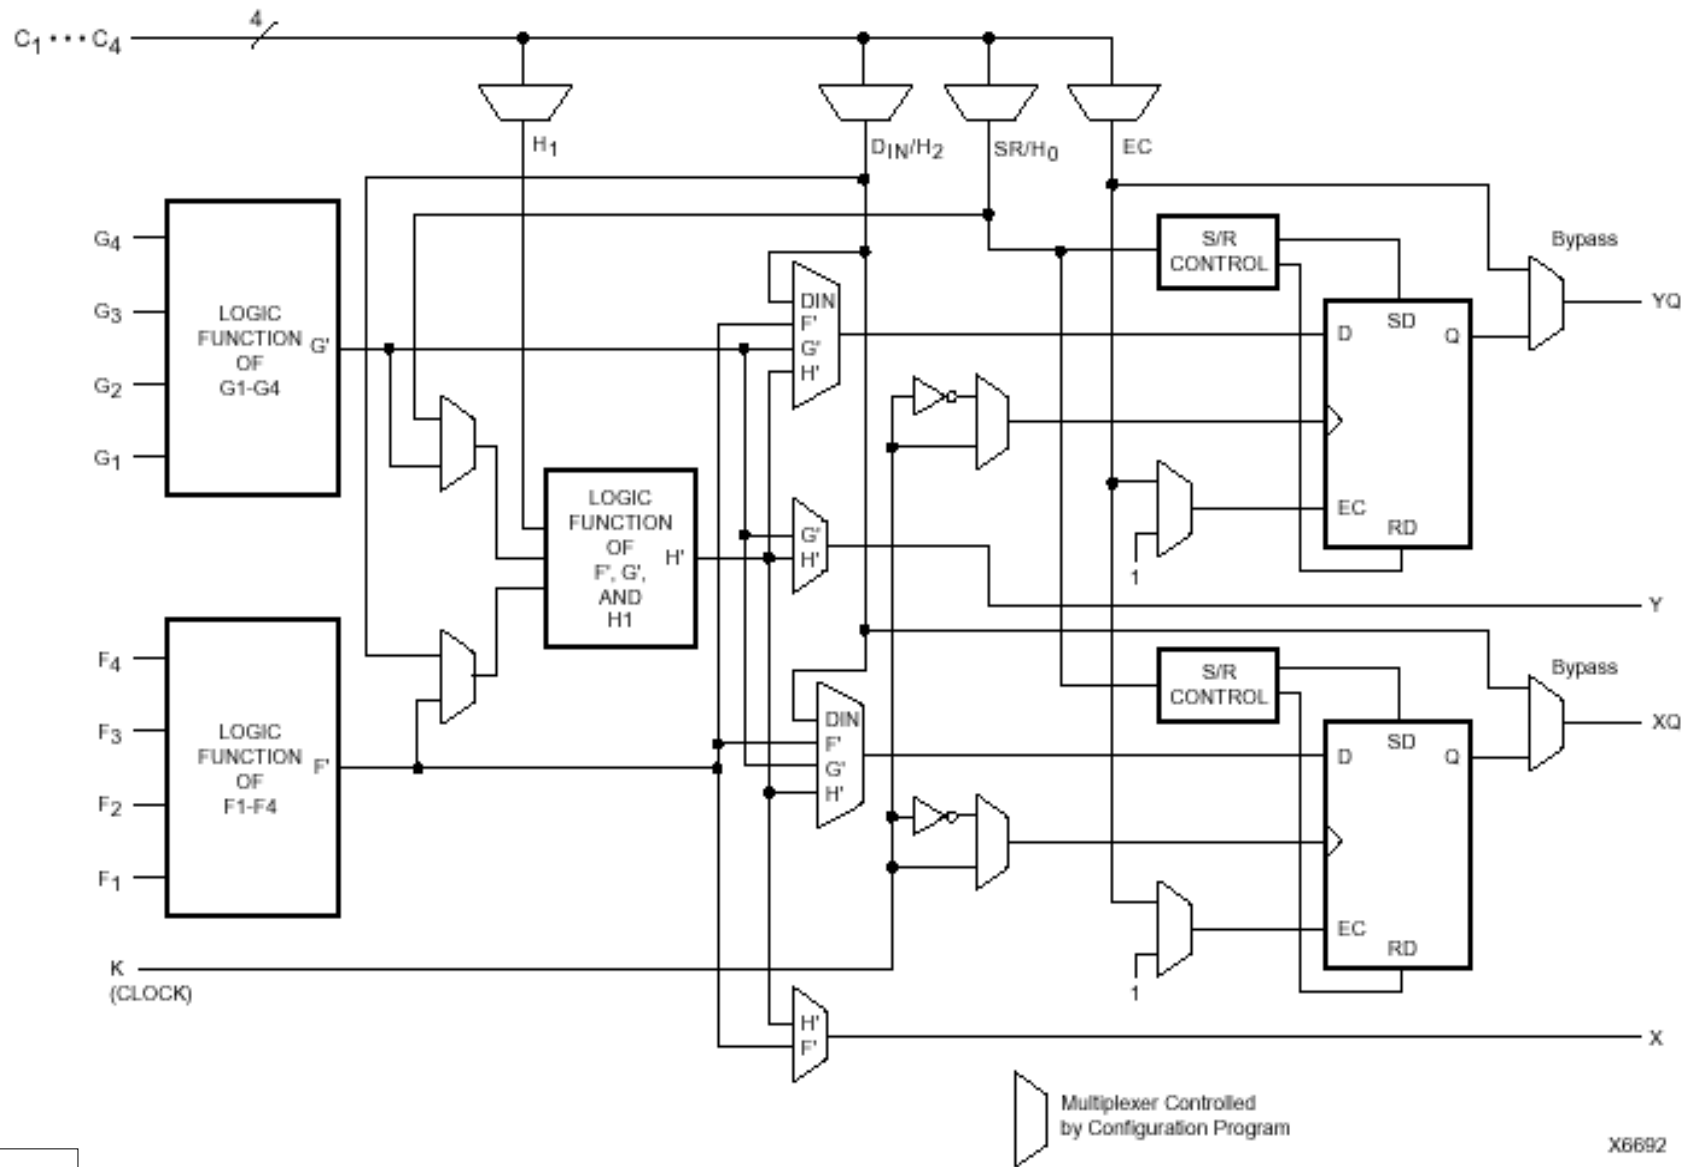 4
C1 • • • C4
H1
DIN/H2
SR/H0
EC
G4
G3
G2
G1
LOGIC
FUNCTION
OF
G1-G4
G'
S/R
CONTROL
Bypass
YQ
DIN
F'
G'
H'
D
SD
Q
EC
RD
1
LOGIC
FUNCTION
OF
F', G',
AND
H1
H'
G'
H'
Y
F4
F3
F2
F1
LOGIC
FUNCTION
OF
F1-F4
F'
S/R
CONTROL
Bypass
XQ
DIN
F'
G'
H'
D
SD
Q
EC
RD
1
K
(CLOCK)
H'
F'
X
Multiplexer Controlled
by Configuration Program
X6692